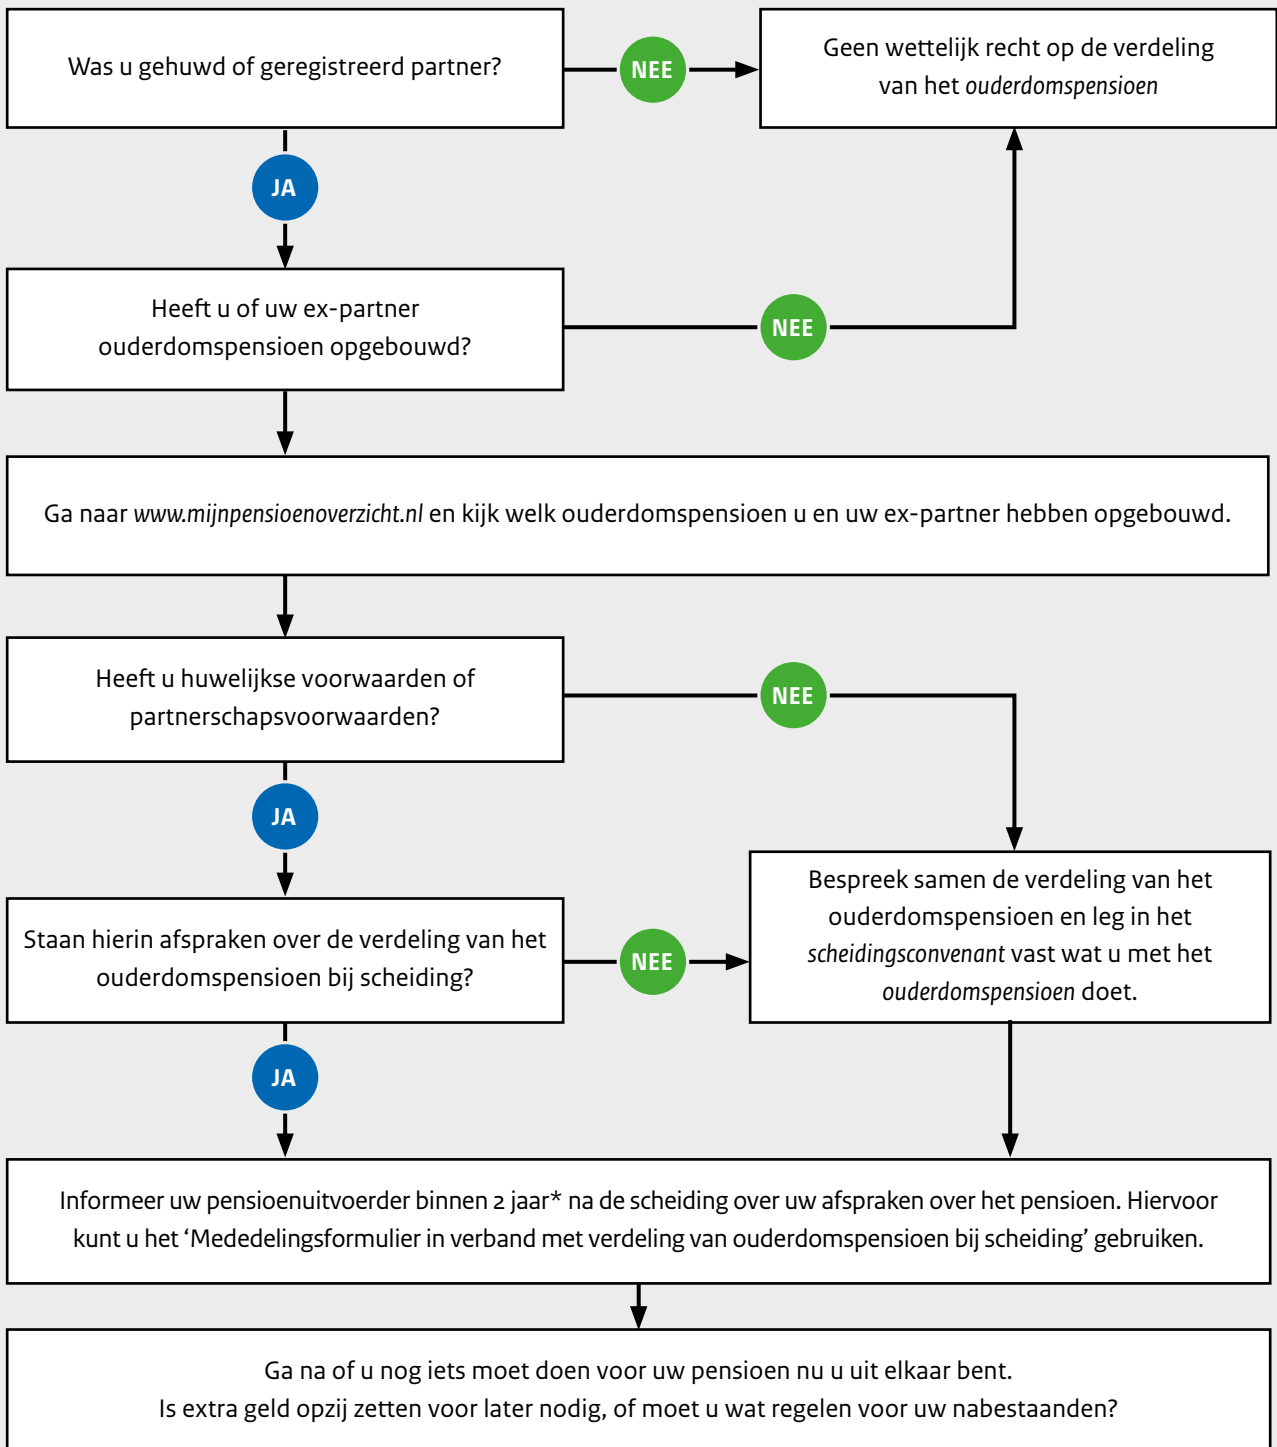 Was u gehuwd of geregistreerd partner?
NEE
Geen wettelijk recht op de verdeling
van het ouderdomspensioen
JA
Heeft u of uw ex-partner
ouderdomspensioen opgebouwd?
NEE
Ga naar www.mijnpensioenoverzicht.nl en kijk welk ouderdomspensioen u en uw ex-partner hebben opgebouwd.
Heeft u huwelijkse voorwaarden of
partnerschapsvoorwaarden?
NEE
JA
Staan hierin afspraken over de verdeling van het
ouderdomspensioen bij scheiding?
NEE
Bespreek samen de verdeling van het
ouderdomspensioen en leg in het
scheidingsconvenant vast wat u met het
ouderdomspensioen doet.
JA
Informeer uw pensioenuitvoerder binnen 2 jaar* na de scheiding over uw afspraken over het pensioen. Hiervoor
kunt u het ‘Mededelingsformulier in verband met verdeling van ouderdomspensioen bij scheiding’ gebruiken.
Ga na of u nog iets moet doen voor uw pensioen nu u uit elkaar bent.
Is extra geld opzij zetten voor later nodig, of moet u wat regelen voor uw nabestaanden?